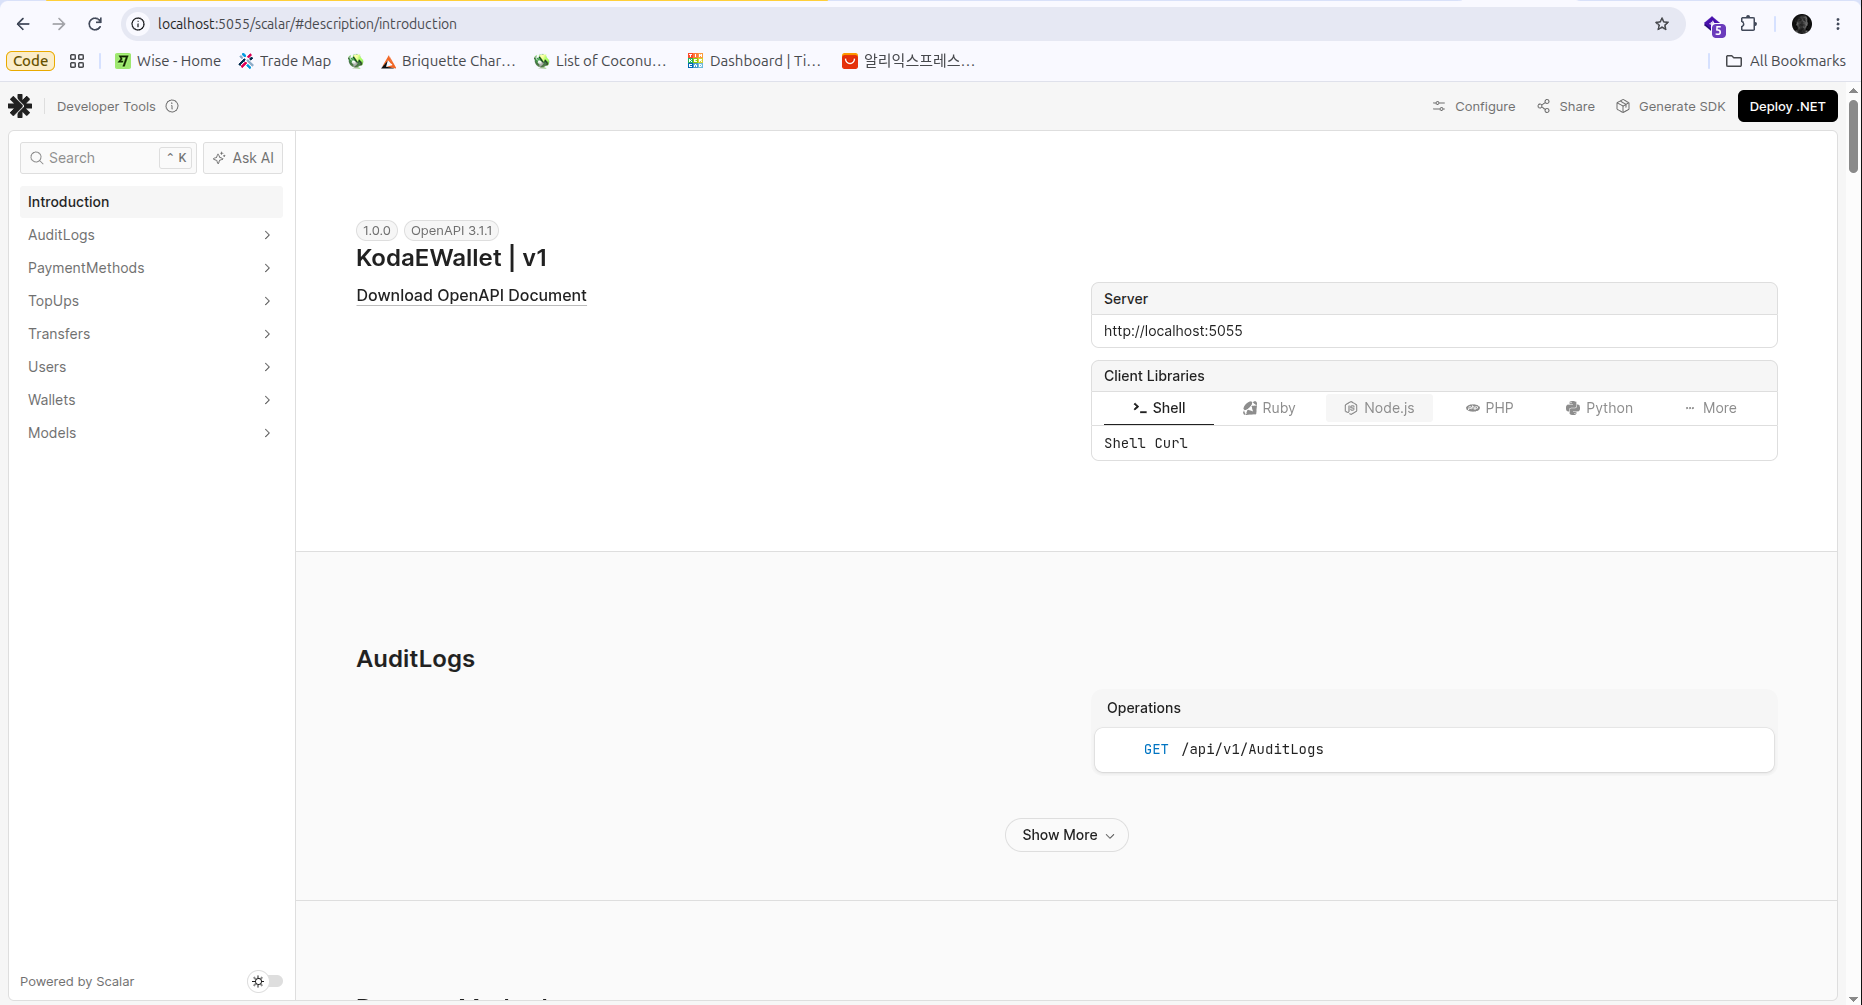 localhost:5055/scalar/#description/introduction
5
Code
Wise - Home
Trade Map
Briquette Char…
List of Coconu…
Dashboard | Ti…
알리익스프레스…
All Bookmarks
Developer Tools
Configure
Share
Generate SDK
Deploy .NET
Search
⌃ K
Ask AI
Introduction
AuditLogs
PaymentMethods
TopUps
Transfers
Users
Wallets
Models
Powered by Scalar
1.0.0
OpenAPI 3.1.1
KodaEWallet | v1
Download OpenAPI Document
Server
http://localhost:5055
Client Libraries
Shell
Ruby
Node.js
PHP
Python
More
Shell Curl
AuditLogs
Operations
GET /api/v1/AuditLogs
Show More